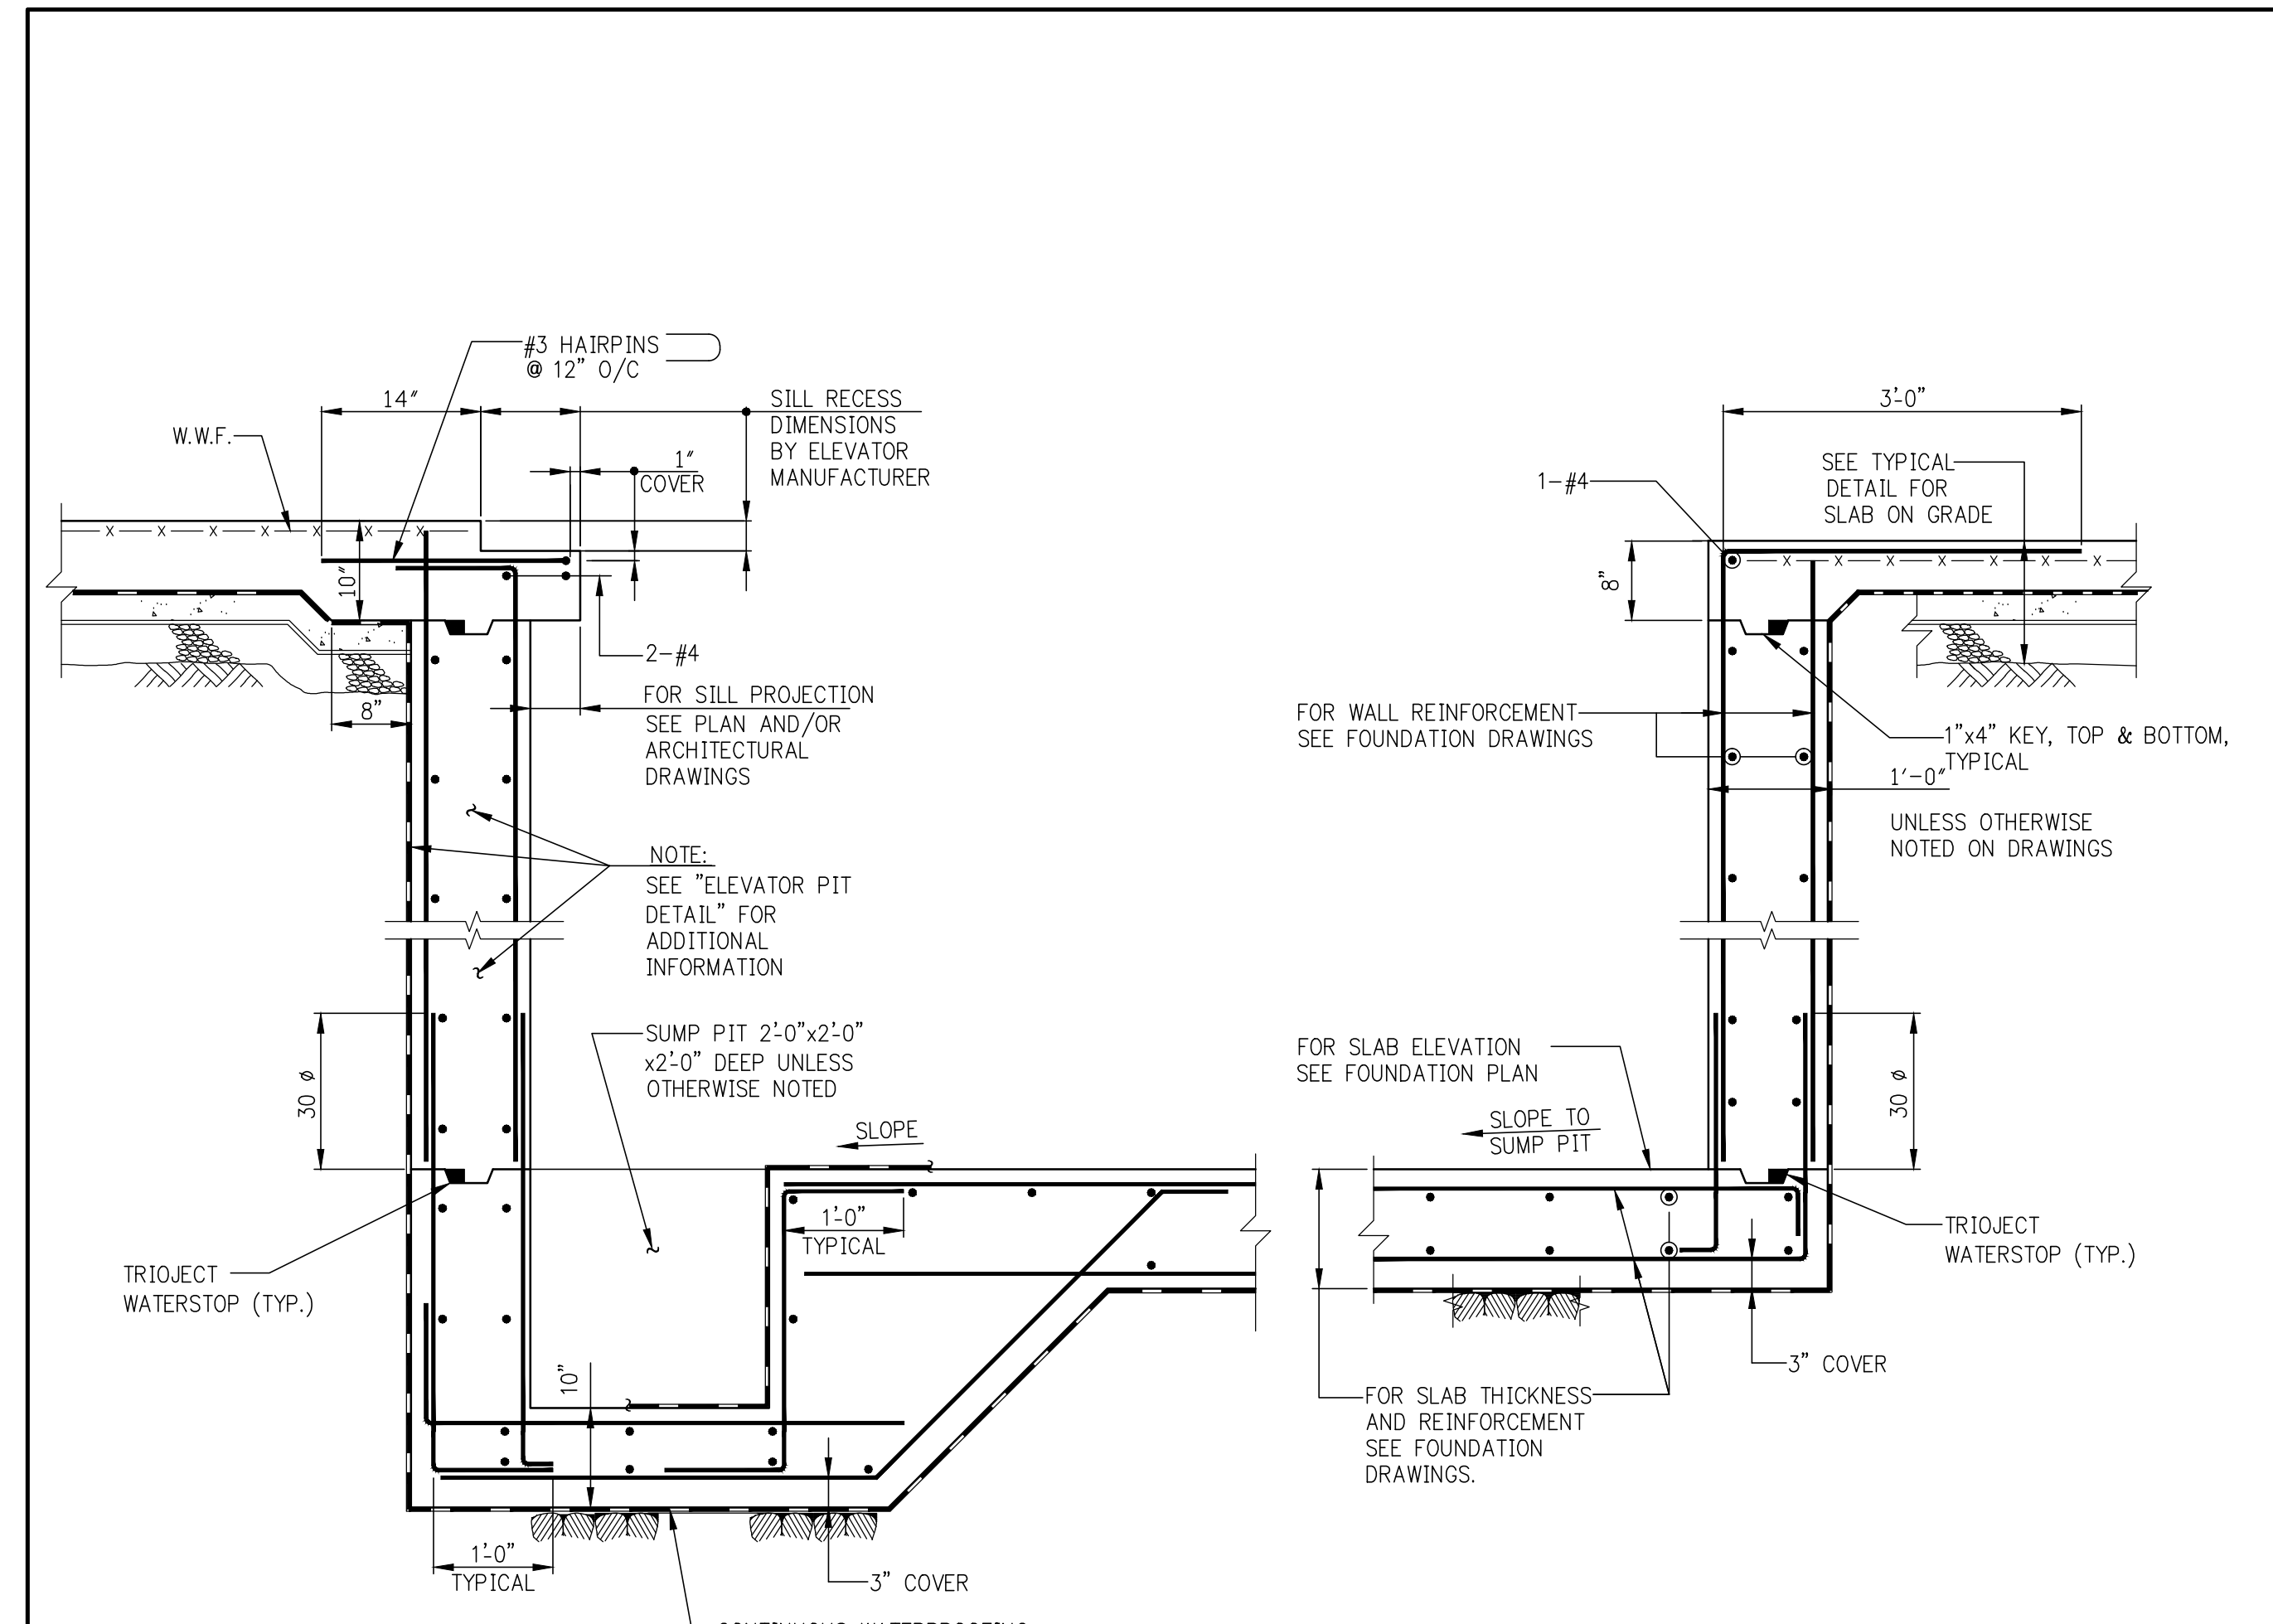 #3 HAIRPINS
@ 12" O/C
14"
SILL RECESS
DIMENSIONS
BY ELEVATOR
MANUFACTURER
W.W.F.
1"
COVER
10"
2-#4
8"
FOR SILL PROJECTION
SEE PLAN AND/OR
ARCHITECTURAL
DRAWINGS
NOTE:
SEE "ELEVATOR PIT
DETAIL" FOR
ADDITIONAL
INFORMATION
SUMP PIT 2'-0"x2'-0"
x2'-0" DEEP UNLESS
OTHERWISE NOTED
30 ø
SLOPE
1'-0"
TYPICAL
TRIOJECT
WATERSTOP (TYP.)
10"
1'-0"
TYPICAL
3" COVER
CONTINUOUS WATERPROOFING
3'-0"
SEE TYPICAL
DETAIL FOR
SLAB ON GRADE
1-#4
8"
FOR WALL REINFORCEMENT
SEE FOUNDATION DRAWINGS
1"x4" KEY, TOP & BOTTOM,
TYPICAL
1'-0"
UNLESS OTHERWISE
NOTED ON DRAWINGS
FOR SLAB ELEVATION
SEE FOUNDATION PLAN
30 ø
SLOPE TO
SUMP PIT
TRIOJECT
WATERSTOP (TYP.)
3" COVER
FOR SLAB THICKNESS
AND REINFORCEMENT
SEE FOUNDATION
DRAWINGS.